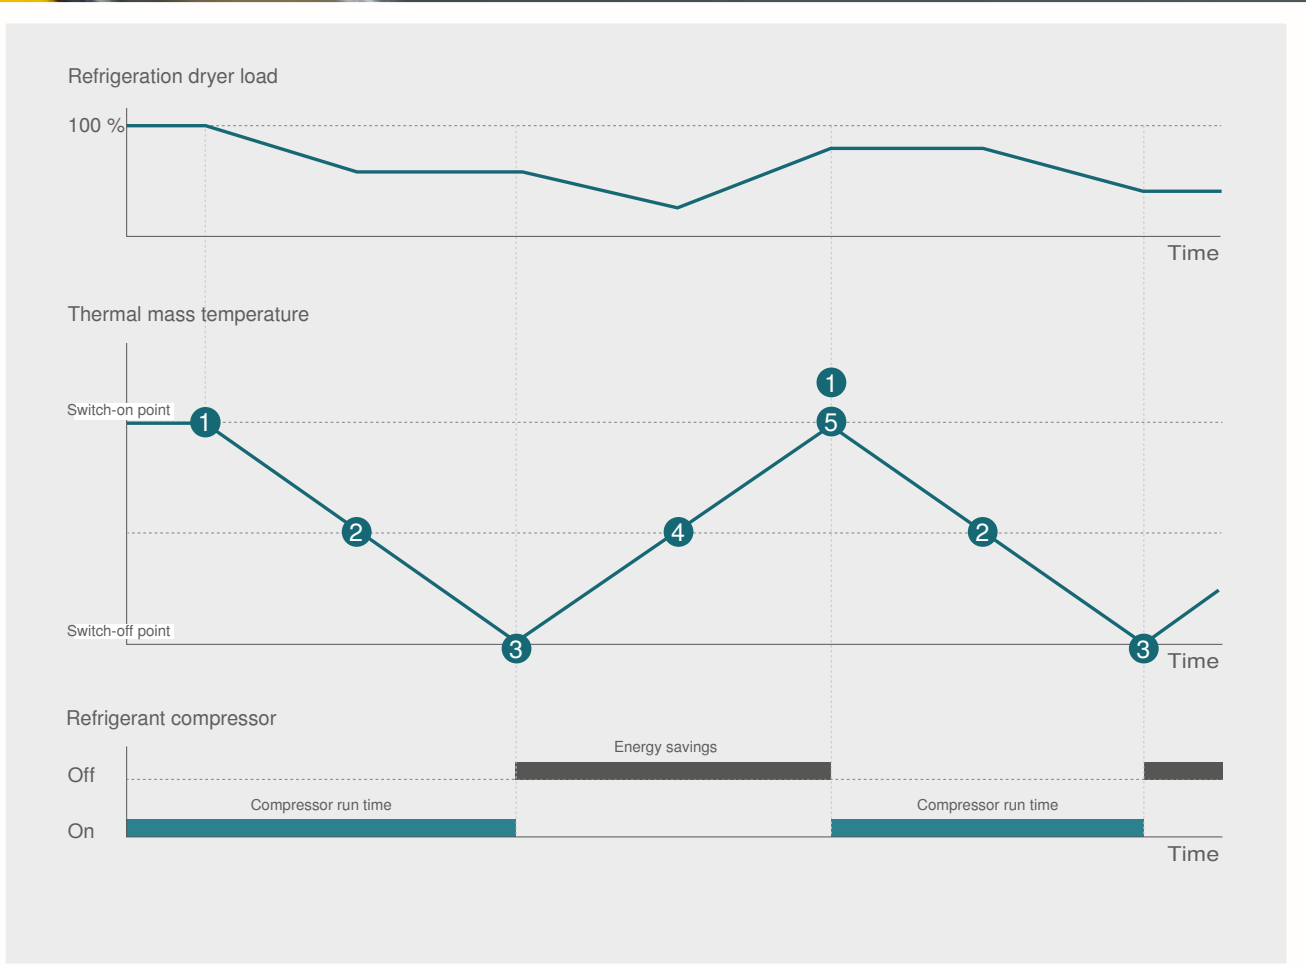 Refrigeration dryer load
100 %
Time
Thermal mass temperature
1
Switch-on point
1
5
2
4
2
Switch-off point
3
3
Time
Refrigerant compressor
Energy savings
Off
Compressor run time
Compressor run time
On
Time